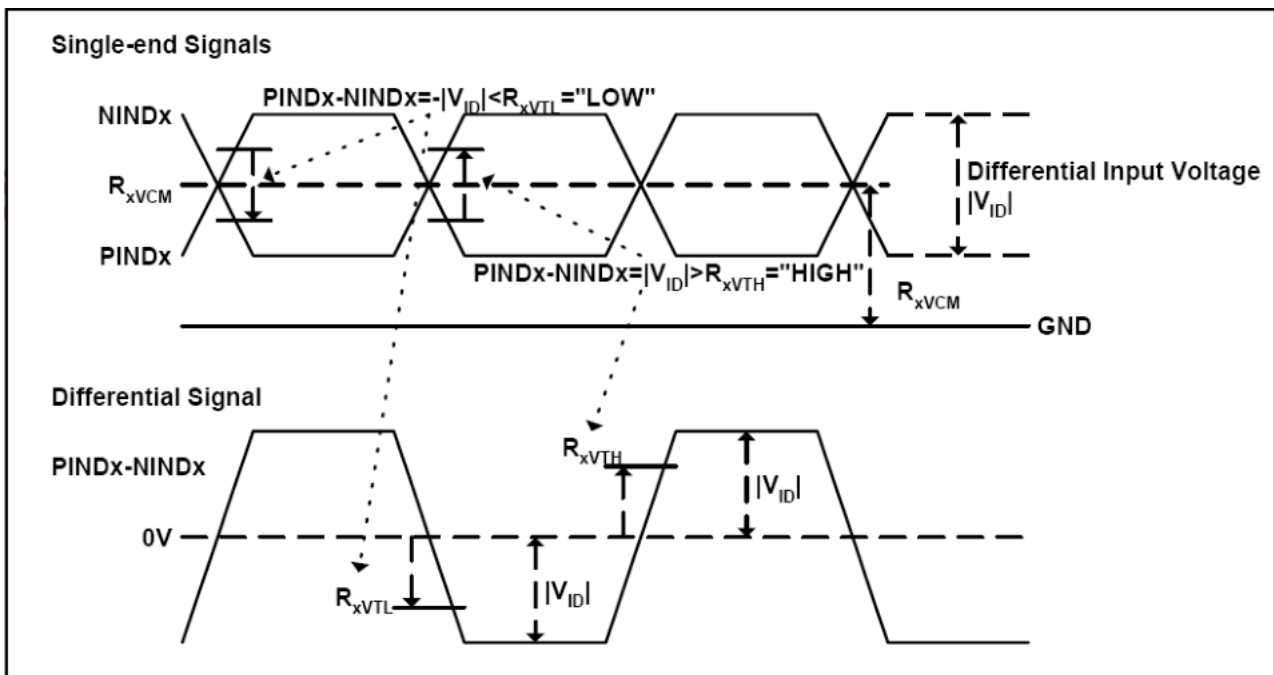 Single-end Signals
PINDx-NINDx=-|VID|<RxVTL="LOW"
NINDx
RxVCM
Differential Input Voltage
|VID|
PINDx
PINDx-NINDx=|VID|>RxVTH="HIGH"
RxVCM
GND
Differential Signal
PINDx-NINDx
RxVTH
|VID|
0V
RxVTL
|VID|